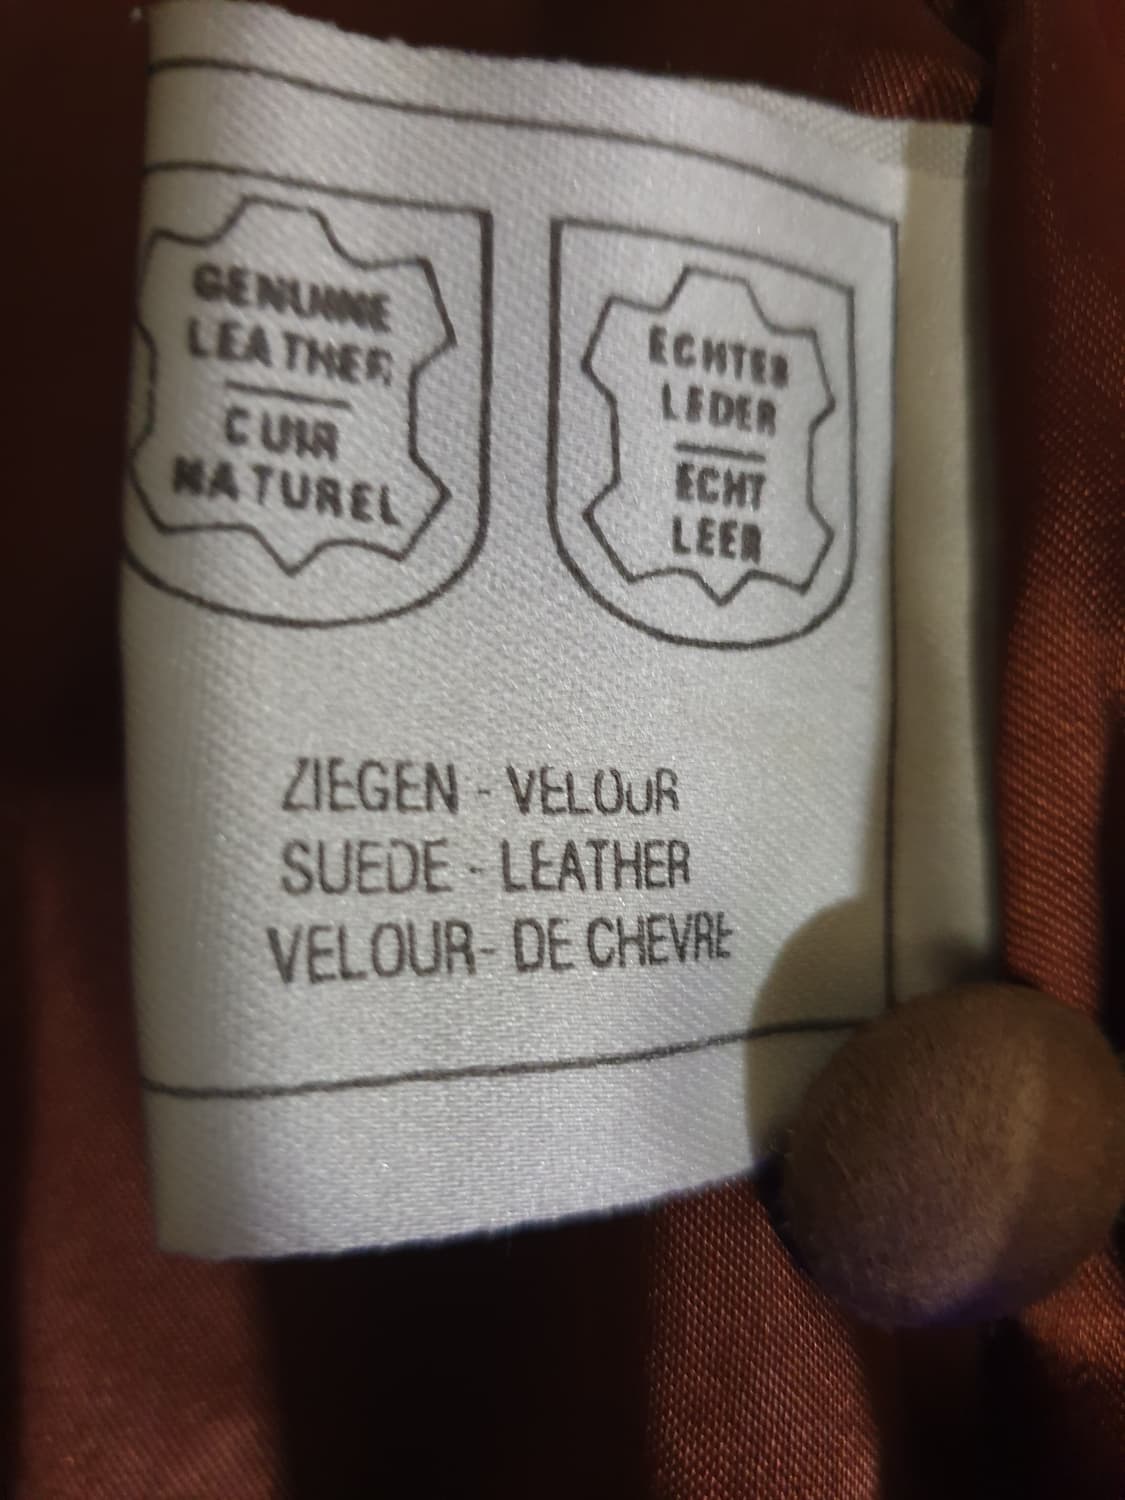 GENUINE
LEATHER
CUIR
NATUREL
ECHTES
LEDER
ECHT
LEER
ZIEGEN - VELOUR
SUEDE - LEATHER
VELOUR- DE CHEVRE